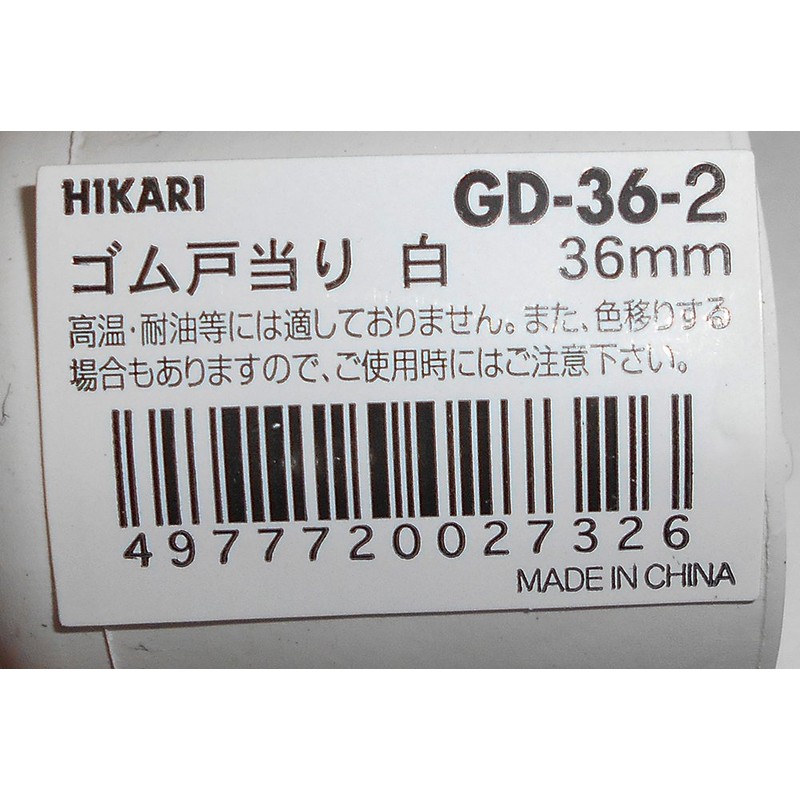 HIKARI GD-36-2
ゴム戸当り 白 36mm
高温・耐油等には適しておりません。また、色移りする
場合もありますので、ご使用時にはご注意下さい。
4977720027326
MADE IN CHINA